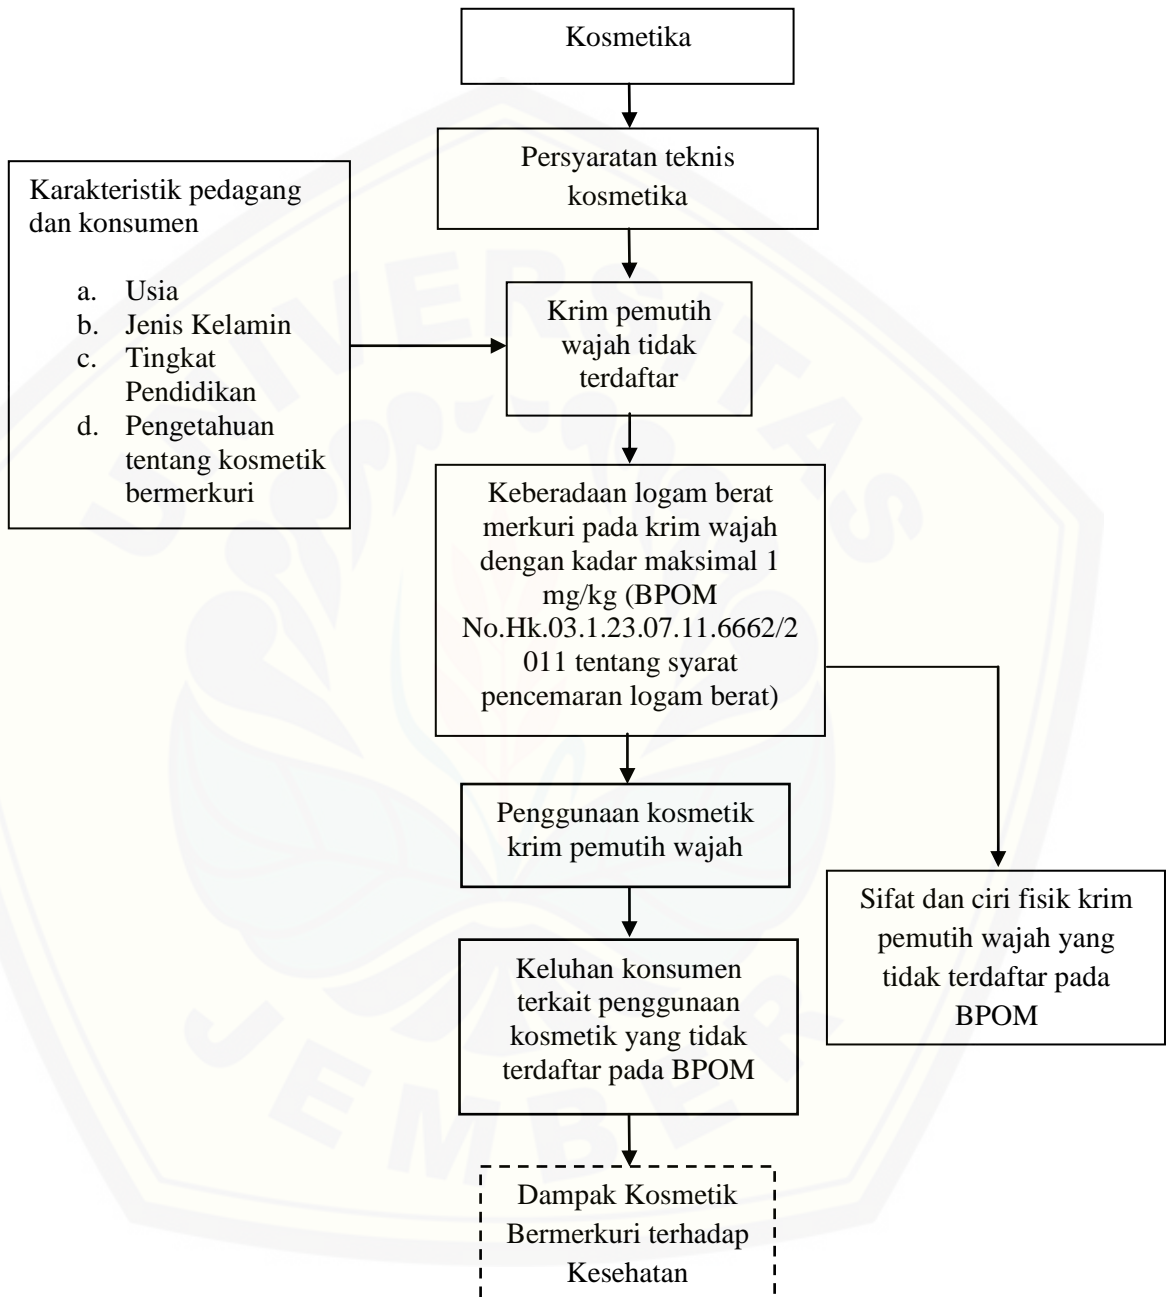 Kosmetika
Persyaratan teknis
kosmetika
Karakteristik pedagang
dan konsumen
a. Usia
b. Jenis Kelamin
c. Tingkat
Pendidikan
d. Pengetahuan
tentang kosmetik
bermerkuri
Krim pemutih
wajah tidak
terdaftar
Keberadaan logam berat
merkuri pada krim wajah
dengan kadar maksimal 1
mg/kg (BPOM
No.Hk.03.1.23.07.11.6662/2
011 tentang syarat
pencemaran logam berat)
Penggunaan kosmetik
krim pemutih wajah
Sifat dan ciri fisik krim
pemutih wajah yang
tidak terdaftar pada
BPOM
Keluhan konsumen
terkait penggunaan
kosmetik yang tidak
terdaftar pada BPOM
Dampak Kosmetik
Bermerkuri terhadap
Kesehatan
UNIVERSITAS
JEMBER